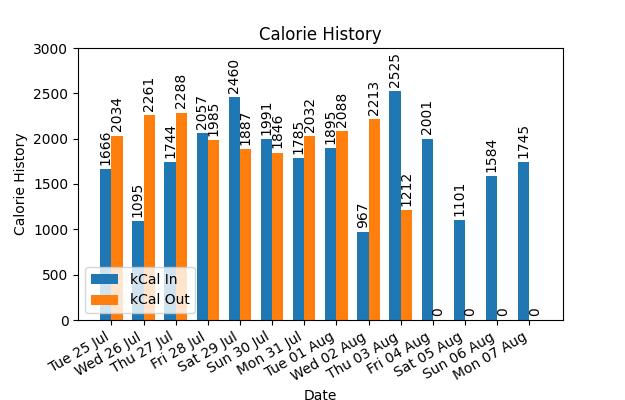 Calorie History
3000
2500
2000
1500
1000
500
0
Calorie History
1666
2034
1095
2261
1744
2288
2057
1985
2460
1887
1991
1846
1785
2032
1895
2088
967
2213
2525
1212
2001
0
1101
0
1584
0
1745
0
kCal In
kCal Out
Tue 25 Jul
Wed 26 Jul
Thu 27 Jul
Fri 28 Jul
Sat 29 Jul
Sun 30 Jul
Mon 31 Jul
Tue 01 Aug
Wed 02 Aug
Thu 03 Aug
Fri 04 Aug
Sat 05 Aug
Sun 06 Aug
Mon 07 Aug
Date